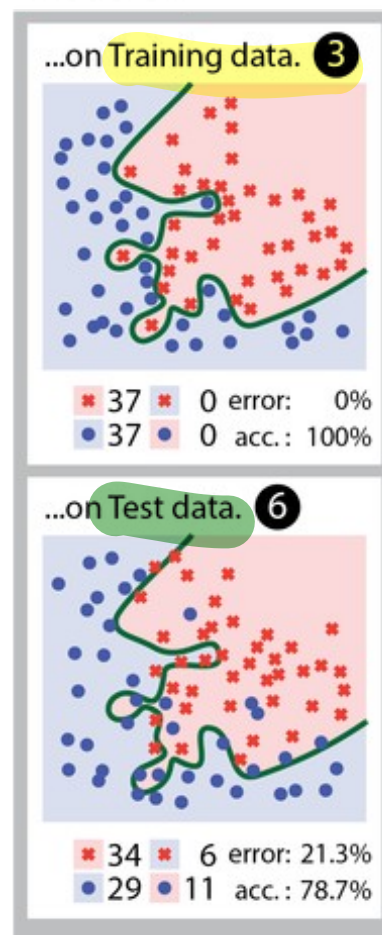 ...on Training data. 3
37 0 error: 0%
37 0 acc.: 100%
...on Test data. 6
34 6 error: 21.3%
29 11 acc.: 78.7%